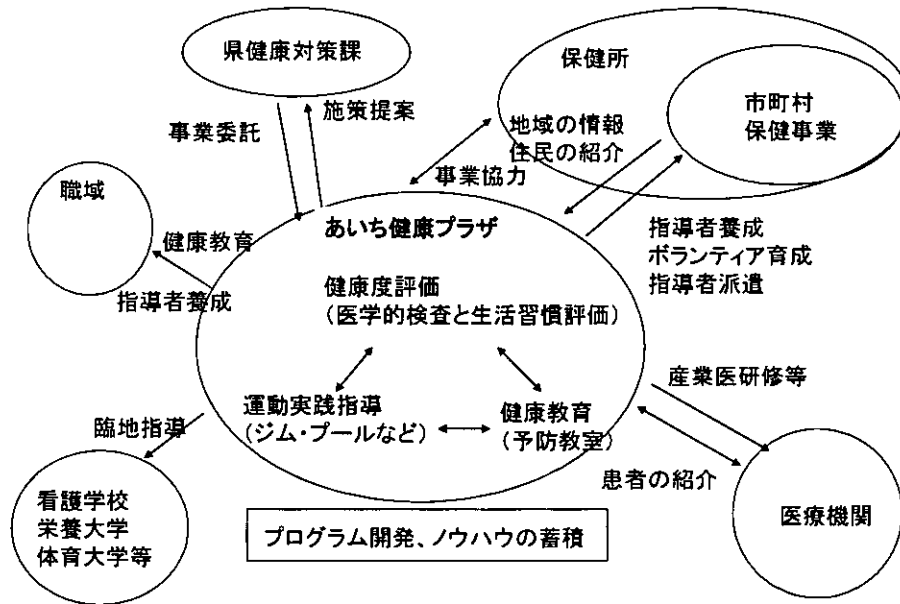 県健康対策課
保健所
市町村
保健事業
施策提案
事業委託
地域の情報
住民の紹介
事業協力
職域
健康教育
指導者養成
あいち健康プラザ
指導者養成
ボランティア育成
指導者派遣
健康度評価
(医学的検査と生活習慣評価)
運動実践指導
(ジム・プールなど)
健康教育
(予防教室)
産業医研修等
臨地指導
患者の紹介
看護学校
栄養大学
体育大学等
医療機関
プログラム開発、ノウハウの蓄積